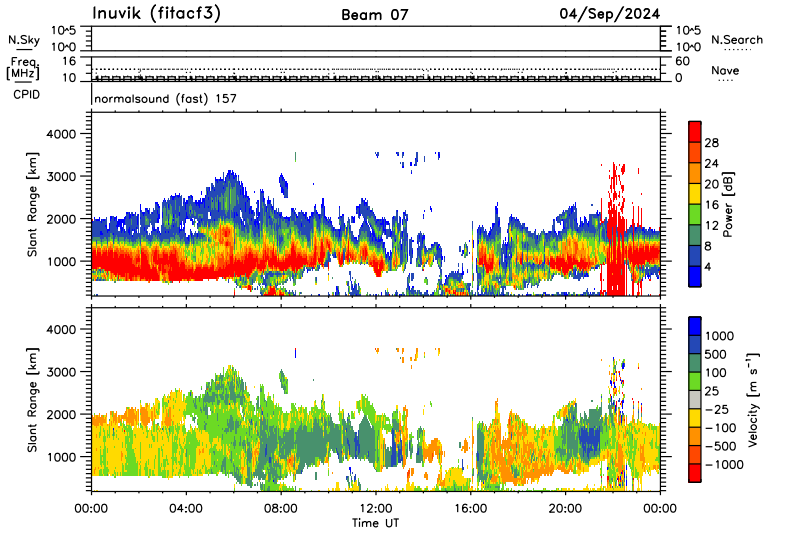 Inuvik (fitacf3) Beam 07 04/Sep/2024
N.Sky 10^5 10^5 N.Search
10^0 10^0
Freq. [MHz] 16 60 Nave
10 0
CPID normalsound (fast) 157
Slant Range [km] 4000 3000 2000 1000
28 24 20 16 12 8 4 Power [dB]
Slant Range [km] 4000 3000 2000 1000
1000 500 100 25 −25 −100 −500 −1000 Velocity [m s⁻¹]
00:00 04:00 08:00 12:00 16:00 20:00 00:00
Time UT